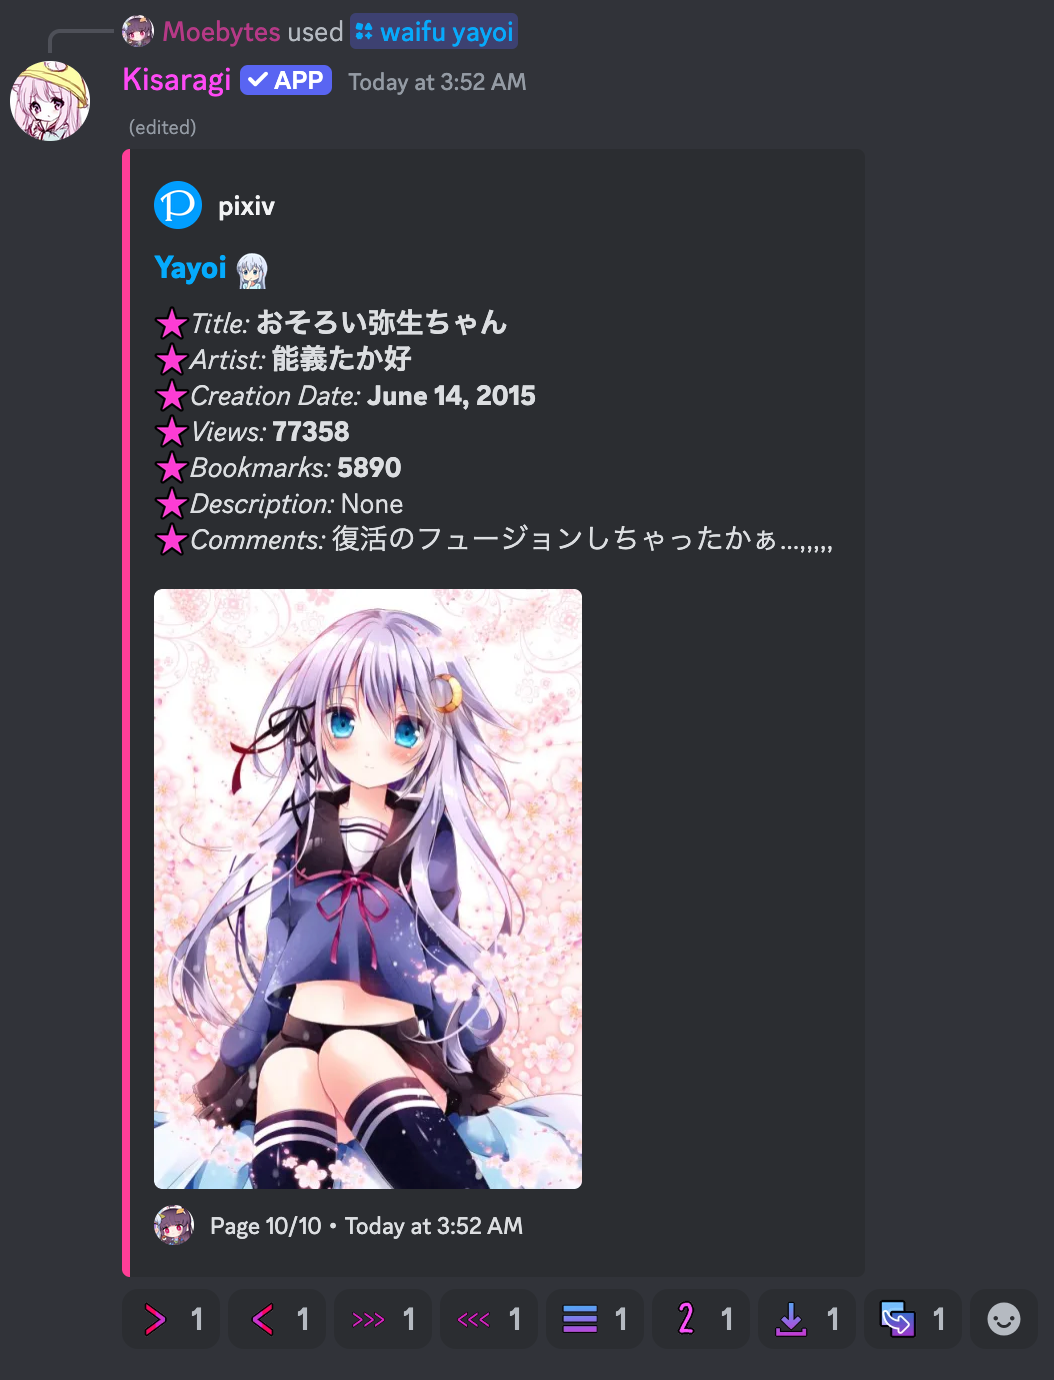 Moebytes used waifu yayoi
Kisaragi APP Today at 3:52 AM
(edited)
pixiv
Yayoi
Title: おそろい弥生ちゃん
Artist: 能義たか好
Creation Date: June 14, 2015
Views: 77358
Bookmarks: 5890
Description: None
Comments: 復活のフュージョンしちゃったかぁ...,,,,,
Page 10/10 • Today at 3:52 AM
> 1 < 1 >>> 1 <<< 1 1 2 1 1 1